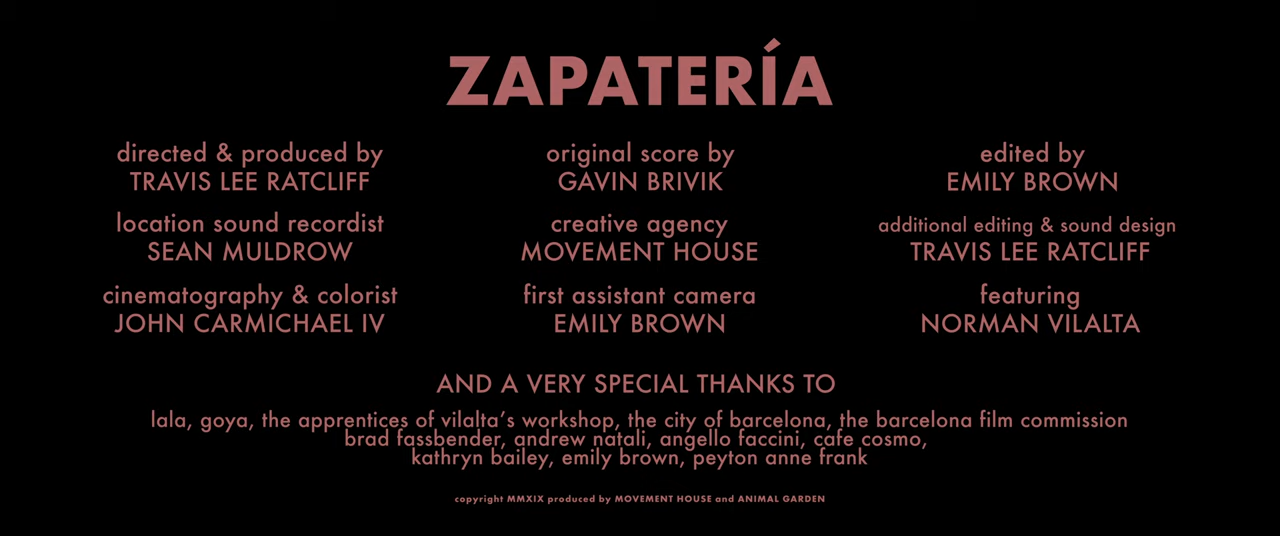 ZAPATERÍA
directed & produced by
TRAVIS LEE RATCLIFF
original score by
GAVIN BRIVIK
edited by
EMILY BROWN
location sound recordist
SEAN MULDROW
creative agency
MOVEMENT HOUSE
additional editing & sound design
TRAVIS LEE RATCLIFF
cinematography & colorist
JOHN CARMICHAEL IV
first assistant camera
EMILY BROWN
featuring
NORMAN VILALTA
AND A VERY SPECIAL THANKS TO
lala, goya, the apprentices of vilalta's workshop, the city of barcelona, the barcelona film commission
brad fassbender, andrew natali, angello faccini, cafe cosmo,
kathryn bailey, emily brown, peyton anne frank
copyright MMXIX produced by MOVEMENT HOUSE and ANIMAL GARDEN